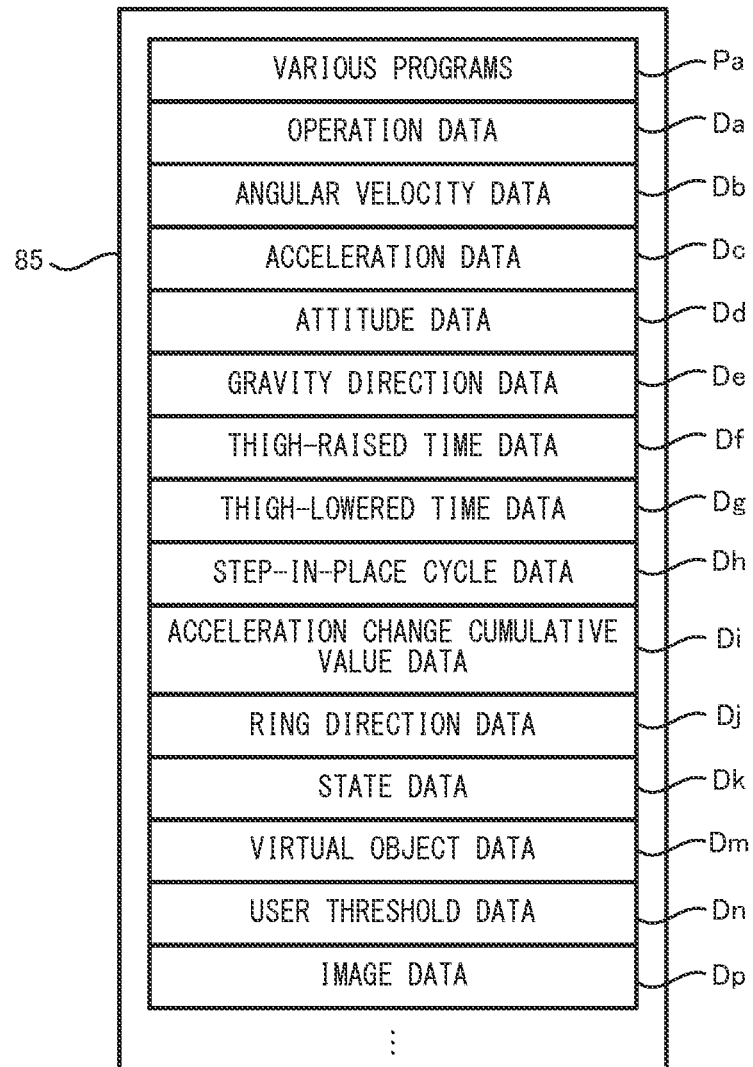 VARIOUS PROGRAMS Pa
OPERATION DATA Da
ANGULAR VELOCITY DATA Db
85 ACCELERATION DATA Dc
ATTITUDE DATA Dd
GRAVITY DIRECTION DATA De
THIGH-RAISED TIME DATA Df
THIGH-LOWERED TIME DATA Dg
STEP-IN-PLACE CYCLE DATA Dh
ACCELERATION CHANGE CUMULATIVE
VALUE DATA Di
RING DIRECTION DATA Dj
STATE DATA Dk
VIRTUAL OBJECT DATA Dm
USER THRESHOLD DATA Dn
IMAGE DATA Dp
⋮